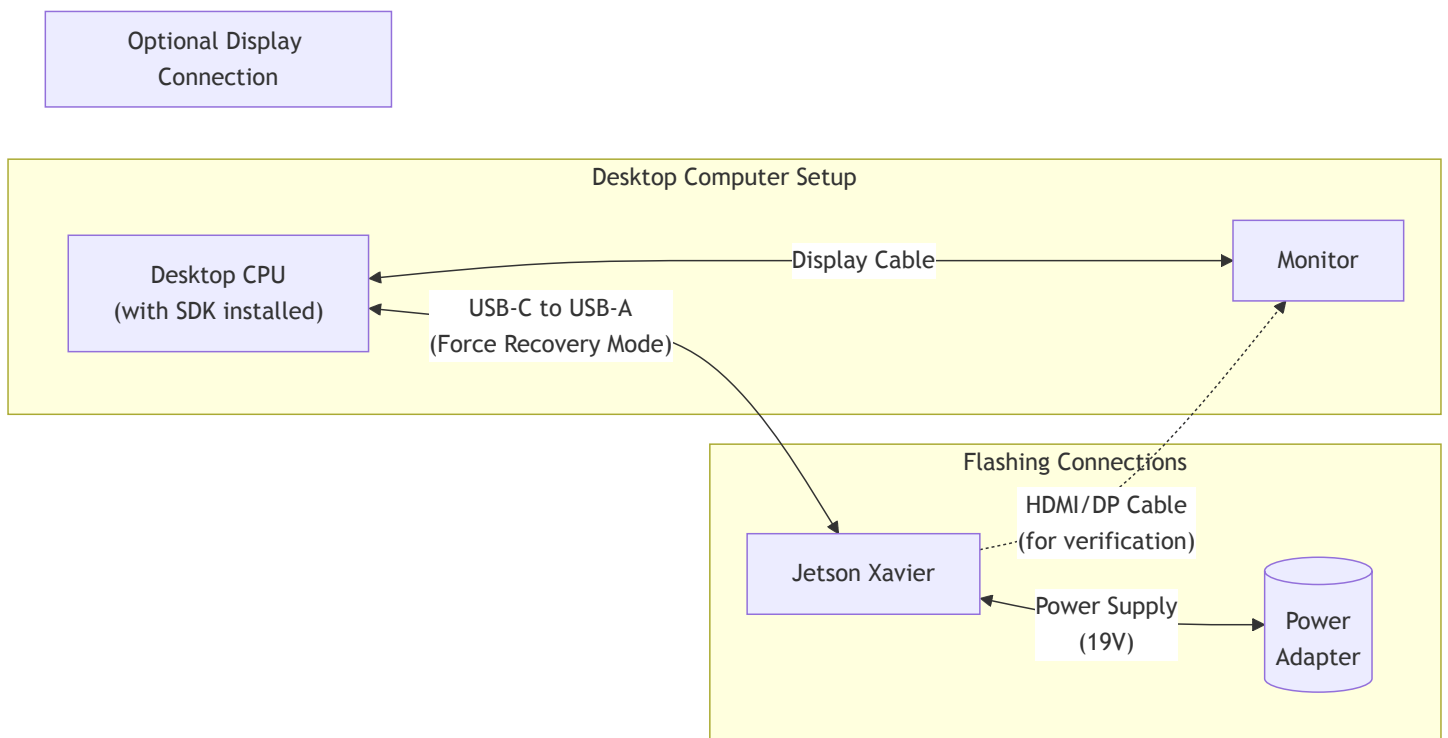 Optional Display
Connection
Desktop Computer Setup
Desktop CPU
(with SDK installed)
Display Cable
Monitor
USB-C to USB-A
(Force Recovery Mode)
Flashing Connections
HDMI/DP Cable
(for verification)
Jetson Xavier
Power Supply
(19V)
Power
Adapter